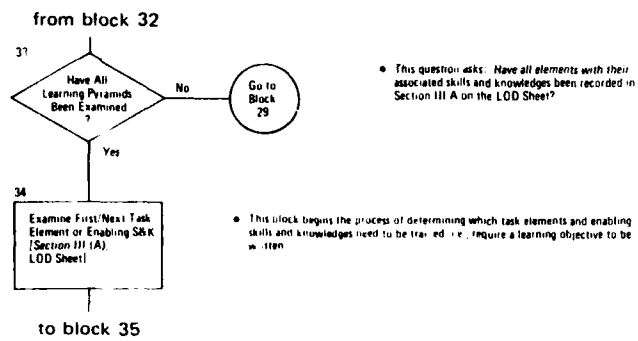 from block 32
33
Have All
Learning Pyramids
Been Examined
?
No
Go to
Block
29
Yes
• This question asks: Have all elements with their
associated skills and knowledges been recorded in
Section III A on the LOD Sheet?
34
Examine First/Next Task
Element or Enabling S&K
[Section III (A),
LOD Sheet]
• This block begins the process of determining which task elements and enabling
skills and knowledges need to be trained i.e., require a learning objective to be
written
to block 35